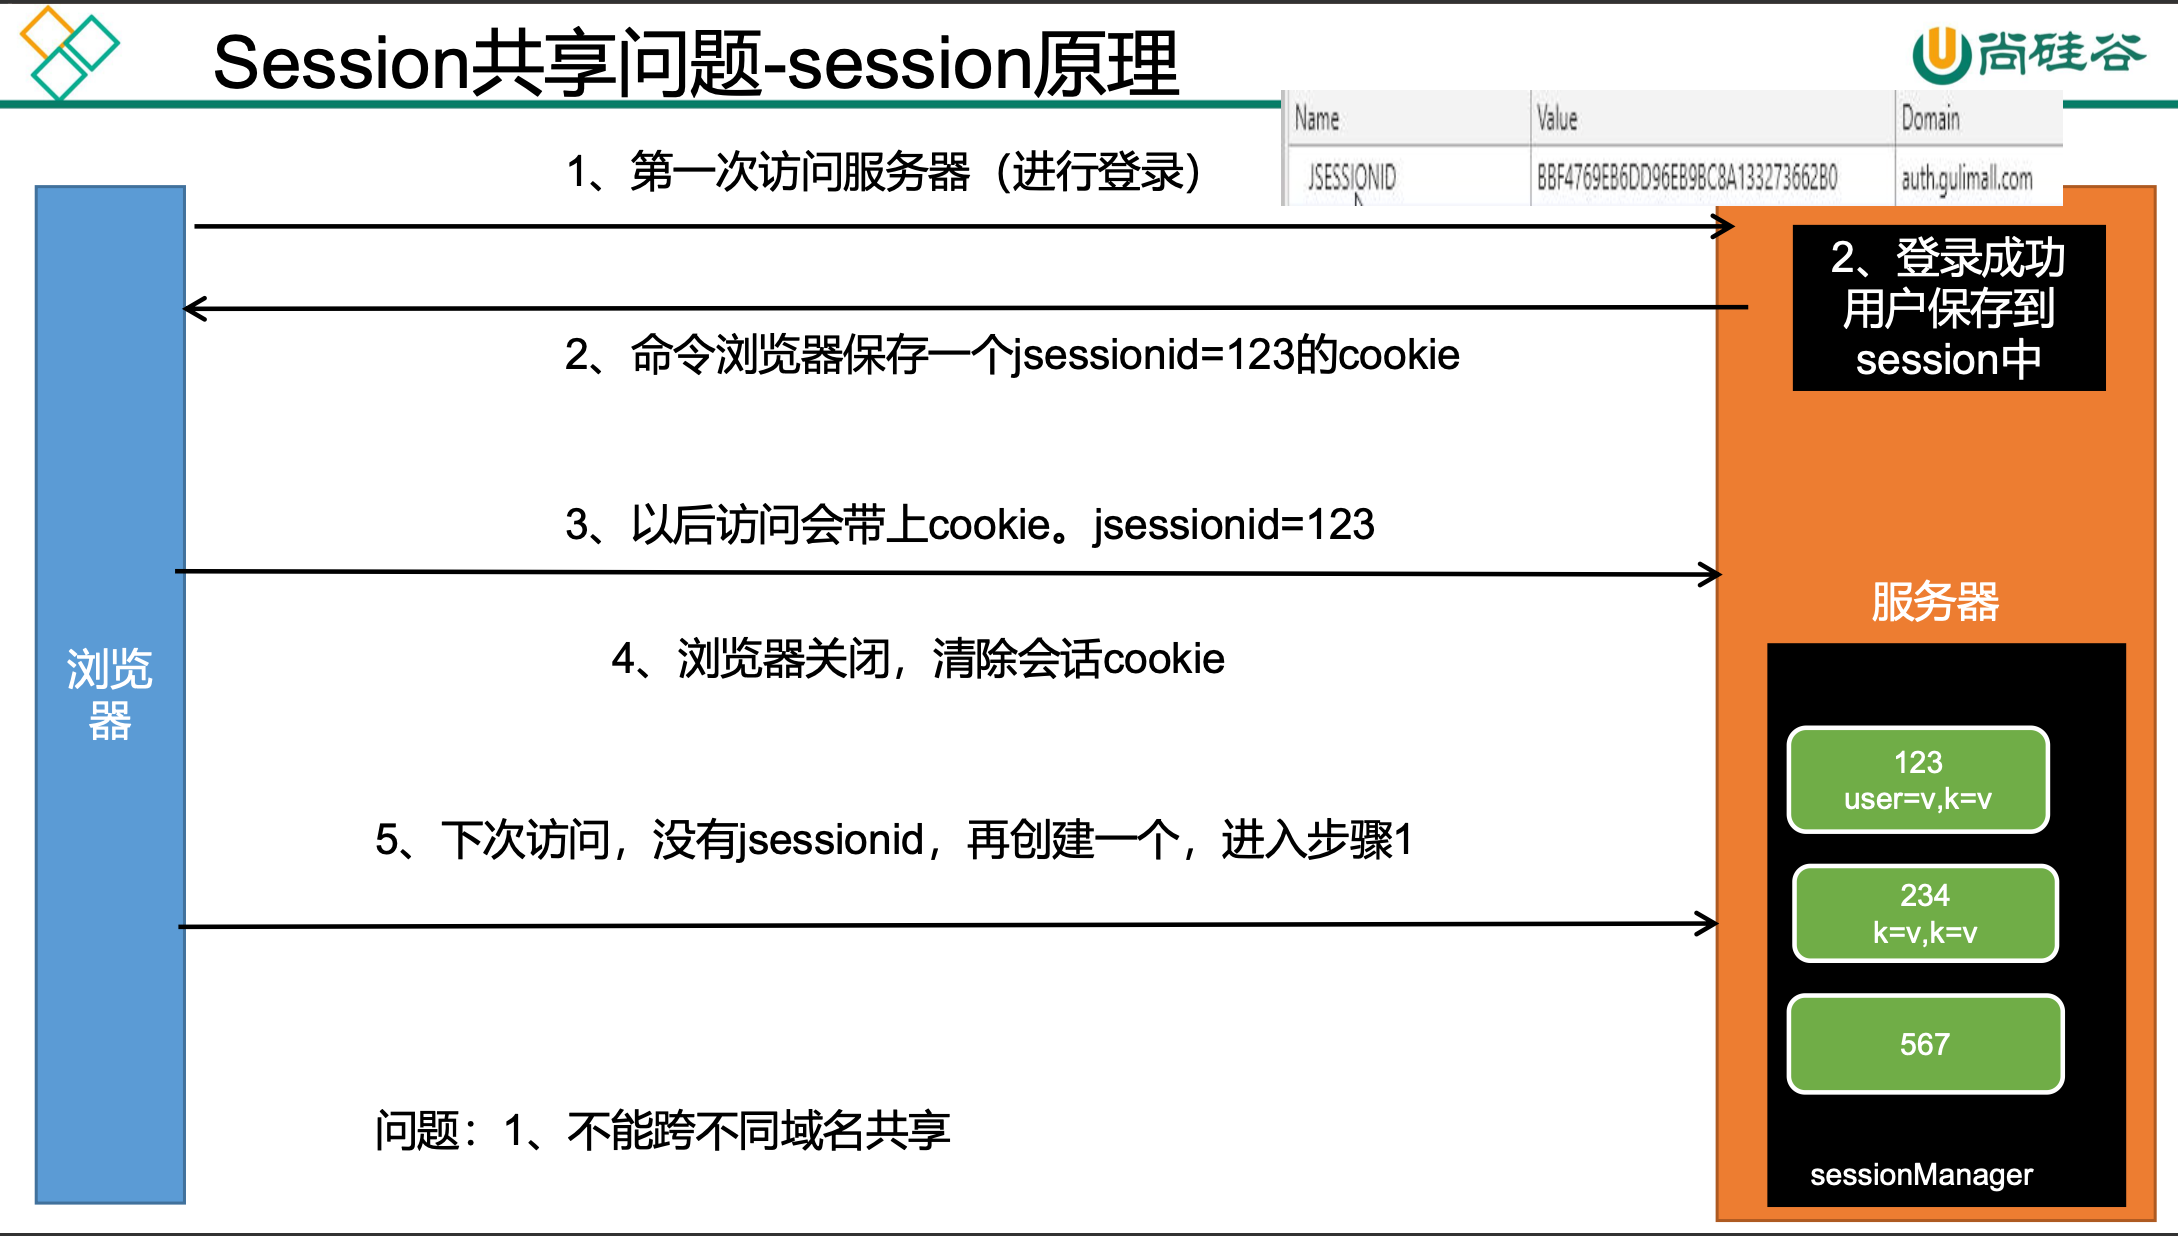 Session共享问题-session原理
尚硅谷
Name Value Domain
JSESSIONID BBF4769EB6DD96EB9BC8A133273662B0 auth.gulimall.com
1、第一次访问服务器（进行登录）
2、登录成功
用户保存到
session中
2、命令浏览器保存一个jsessionid=123的cookie
3、以后访问会带上cookie。jsessionid=123
服务器
4、浏览器关闭，清除会话cookie
浏览
器
123
user=v,k=v
5、下次访问，没有jsessionid，再创建一个，进入步骤1
234
k=v,k=v
567
问题：1、不能跨不同域名共享
sessionManager